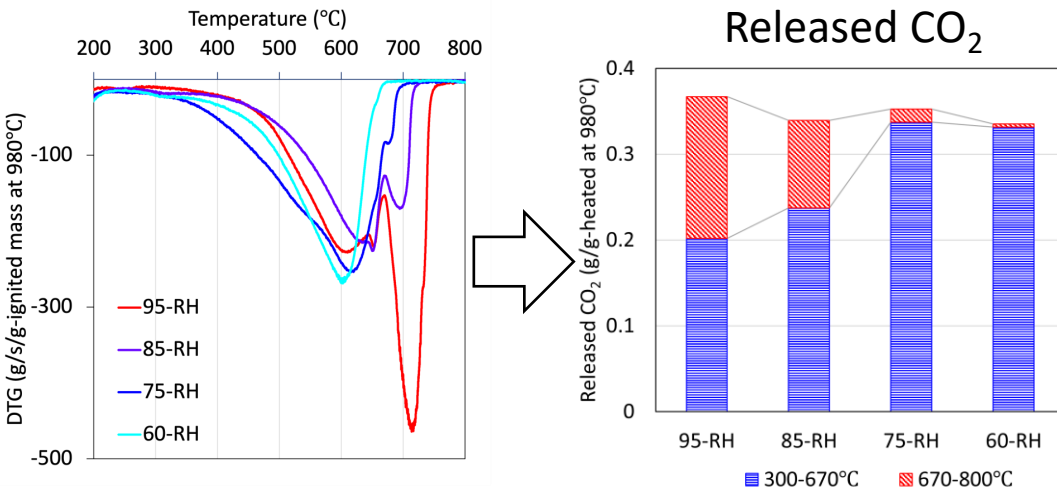 Temperature (℃)
200 300 400 500 600 700 800
-100
-300
-500
DTG (g/s/g-ignited mass at 980℃)
95-RH
85-RH
75-RH
60-RH
Released CO₂
0.4
0.3
0.2
0.1
0
Released CO₂ (g/g-heated at 980℃)
95-RH 85-RH 75-RH 60-RH
300-670℃ 670-800℃